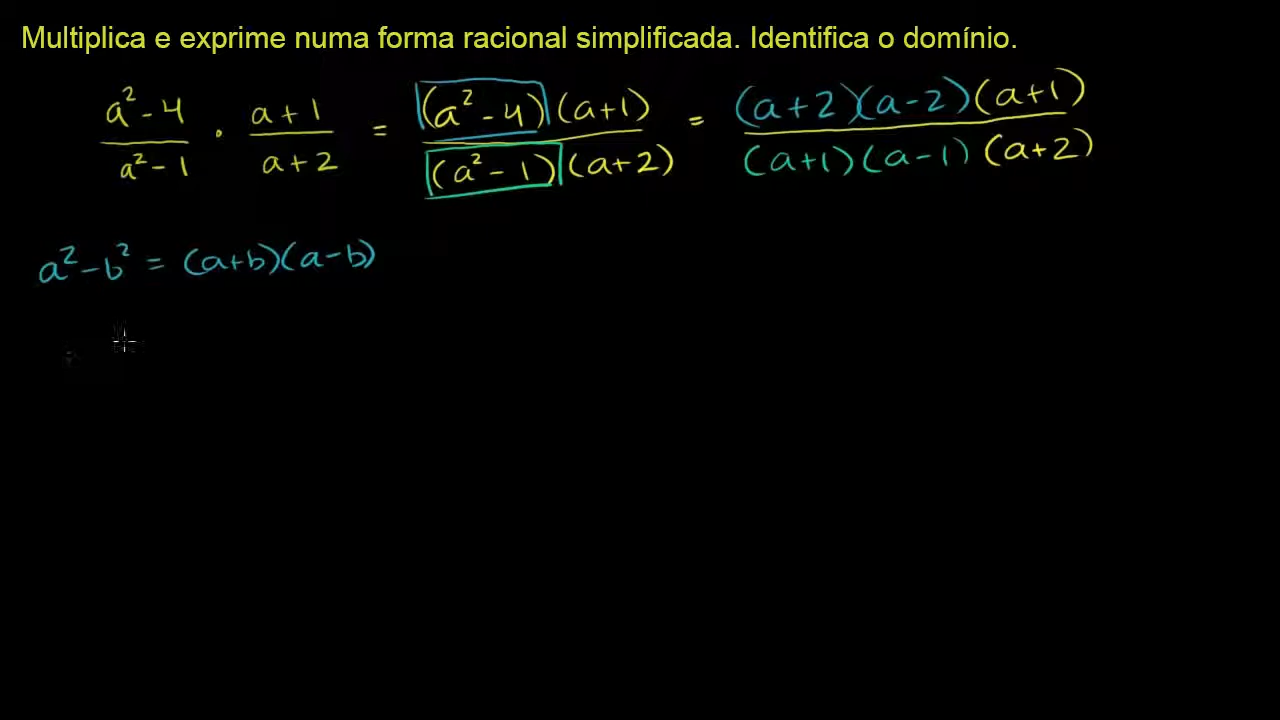 Multiplica e exprime numa forma racional simplificada. Identifica o domínio.
a² - 4 / a² - 1 · a + 1 / a + 2 = (a² - 4)(a+1) / (a² - 1)(a+2) = (a+2)(a-2)(a+1) / (a+1)(a-1)(a+2)
a² - b² = (a+b)(a-b)